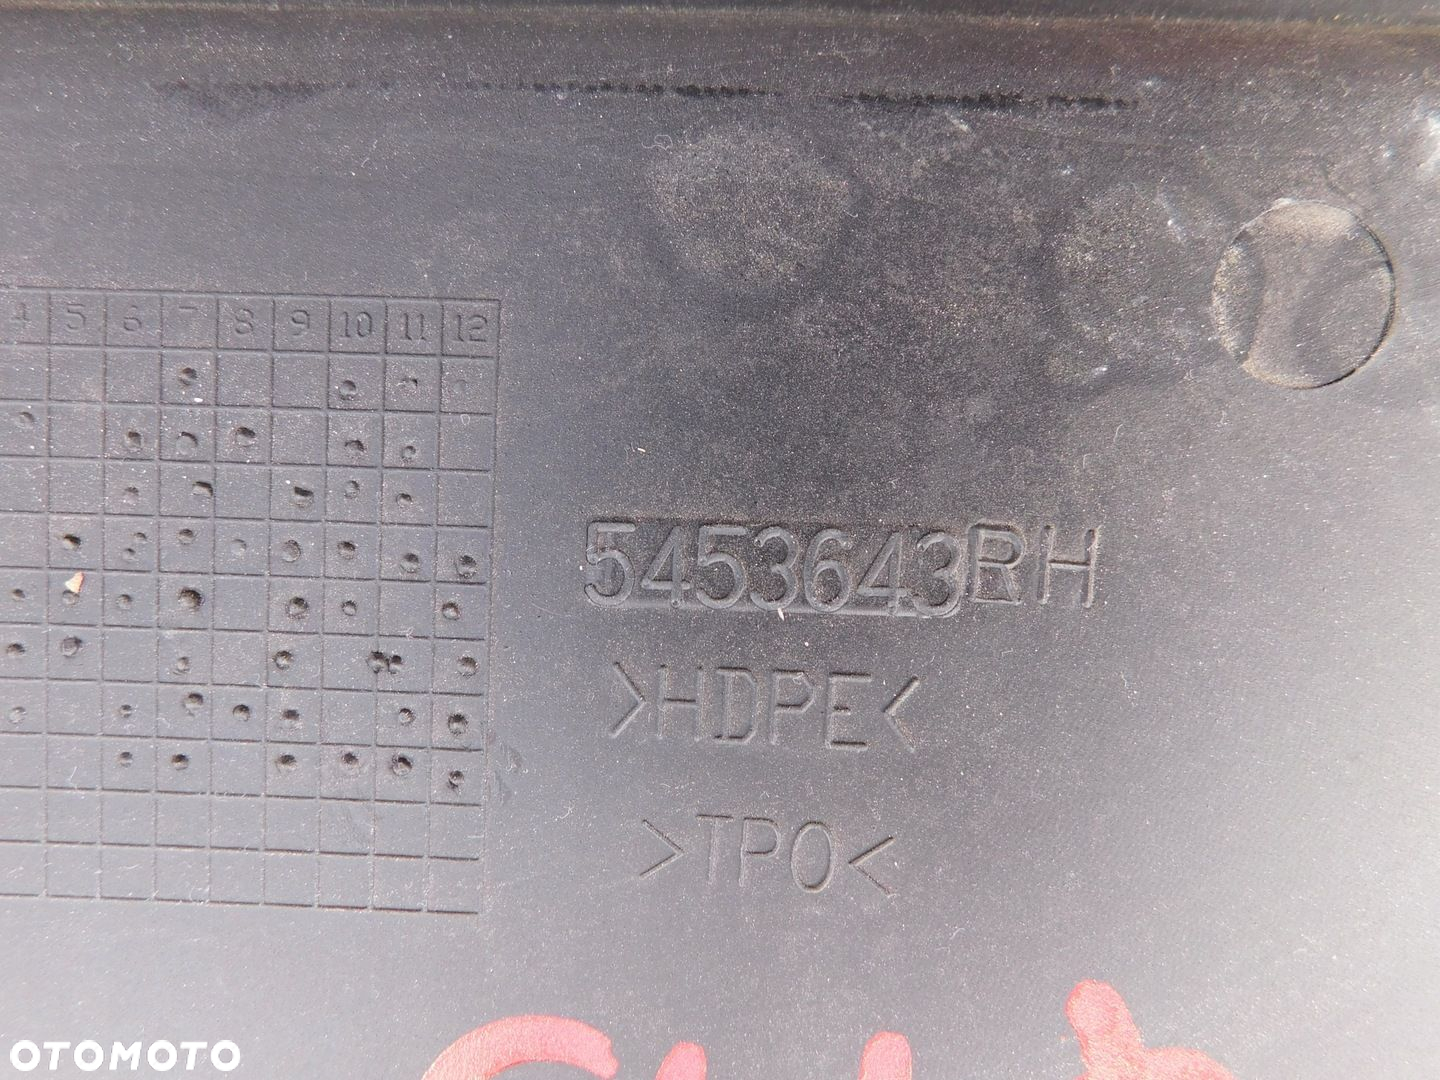 4 5 6 7 8 9 10 11 12
5453643RH
>HDPE<
>TPO<
OTOMOTO